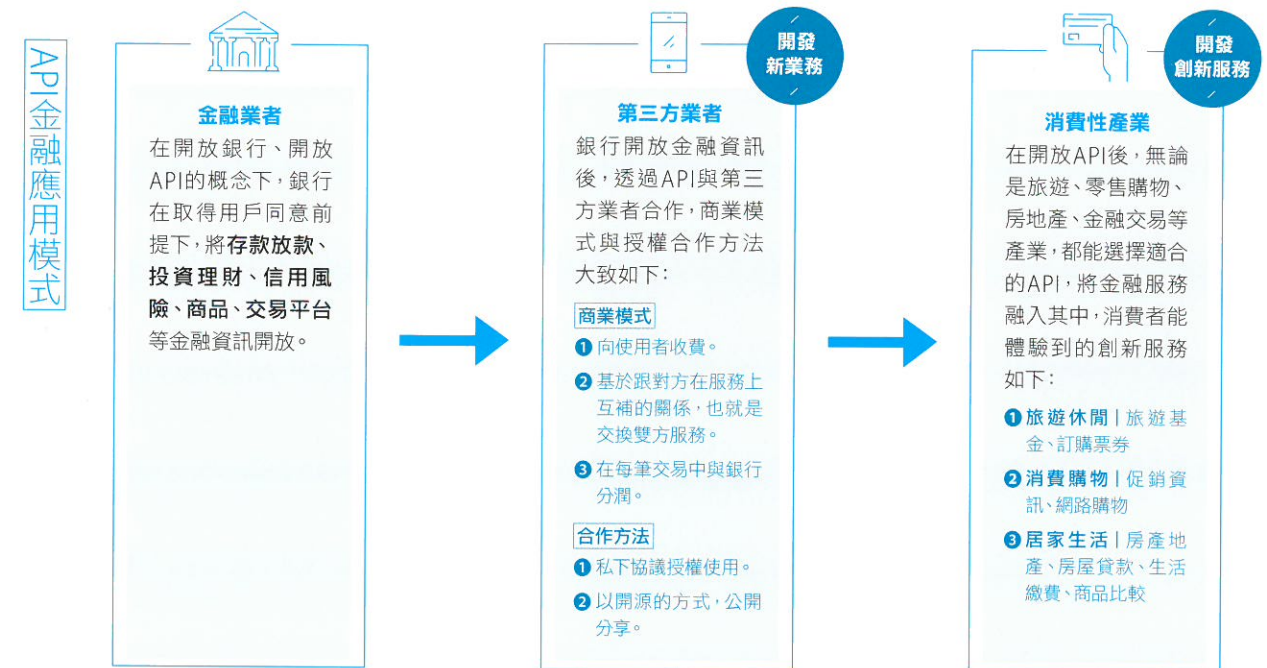 API金融應用模式
金融業者
在開放銀行、開放
API的概念下，銀行
在取得用戶同意前
提下，將存款放款、
投資理財、信用風
險、商品、交易平台
等金融資訊開放。
開發
新業務
第三方業者
銀行開放金融資訊
後，透過API與第三
方業者合作，商業模
式與授權合作方法
大致如下：
商業模式
❶向使用者收費。
❷基於跟對方在服務上
互補的關係，也就是
交換雙方服務。
❸在每筆交易中與銀行
分潤。
合作方法
❶私下協議授權使用。
❷以開源的方式，公開
分享。
開發
創新服務
消費性產業
在開放API後，無論
是旅遊、零售購物、
房地產、金融交易等
產業，都能選擇適合
的API，將金融服務
融入其中，消費者能
體驗到的創新服務
如下：
❶旅遊休閒|旅遊基
金、訂購票券
❷消費購物|促銷資
訊、網路購物
❸居家生活|房產地
產、房屋貸款、生活
繳費、商品比較